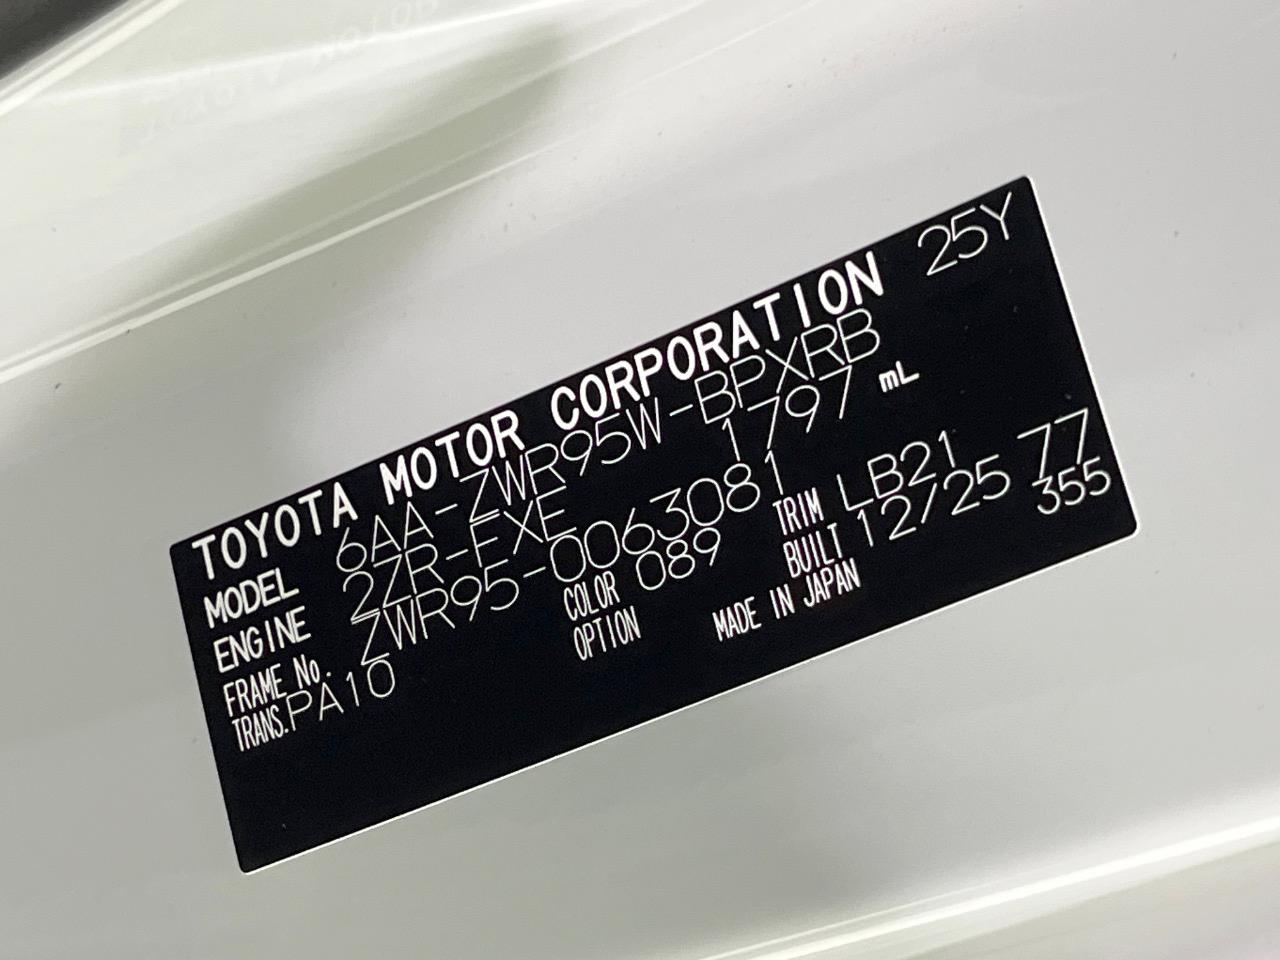 TOYOTA MOTOR CORPORATION 25Y
MODEL 6AA-ZWR95W-BPXRB
ENGINE 2ZR-FXE 1797 mL
FRAME No. ZWR95-0063081
TRANS. PA10 COLOR 089 TRIM LB21 77
OPTION BUILT 12/25 355
MADE IN JAPAN